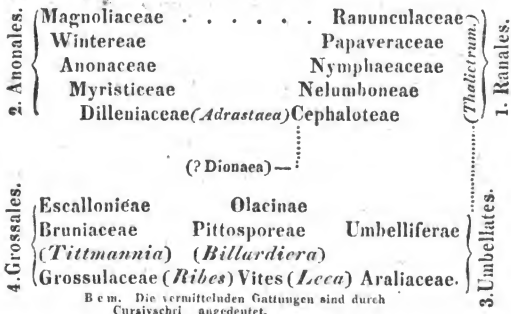 2. Anonales.
Magnoliaceae . . . . . Ranunculaceae
Wintereae Papaveraceae
Anonaceae Nymphaeaceae
Myristiceae Nelumboneae
Dilleniaceae (Adrastaea) Cephaloteae
(Thalictrum.)
1. Ranales.
(? Dionaea)
4. Grossales.
Escallonieae Olacinae
Bruniaceae Pittosporeae Umbelliferae
(Tittmannia) (Billardiera)
Grossulaceae (Ribes) Vites (Leea) Araliaceae.
3. Umbellates.
Bem. Die vermittelnden Gattungen sind durch
Cursivschri angedeutet.